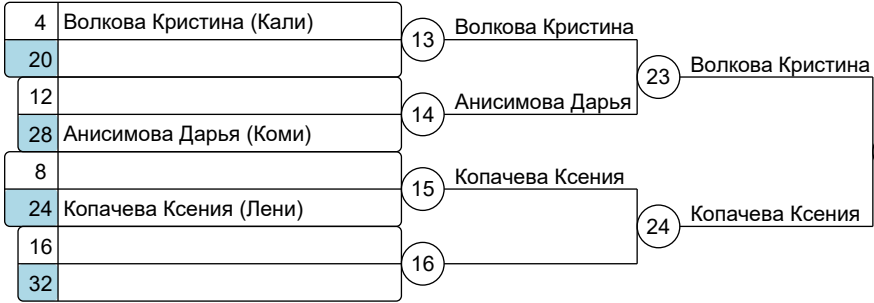 4 Волкова Кристина (Кали)
20
13 Волкова Кристина
12
28 Анисимова Дарья (Коми)
14 Анисимова Дарья
23 Волкова Кристина
8
24 Копачева Ксения (Лени)
15 Копачева Ксения
16
32
16
24 Копачева Ксения